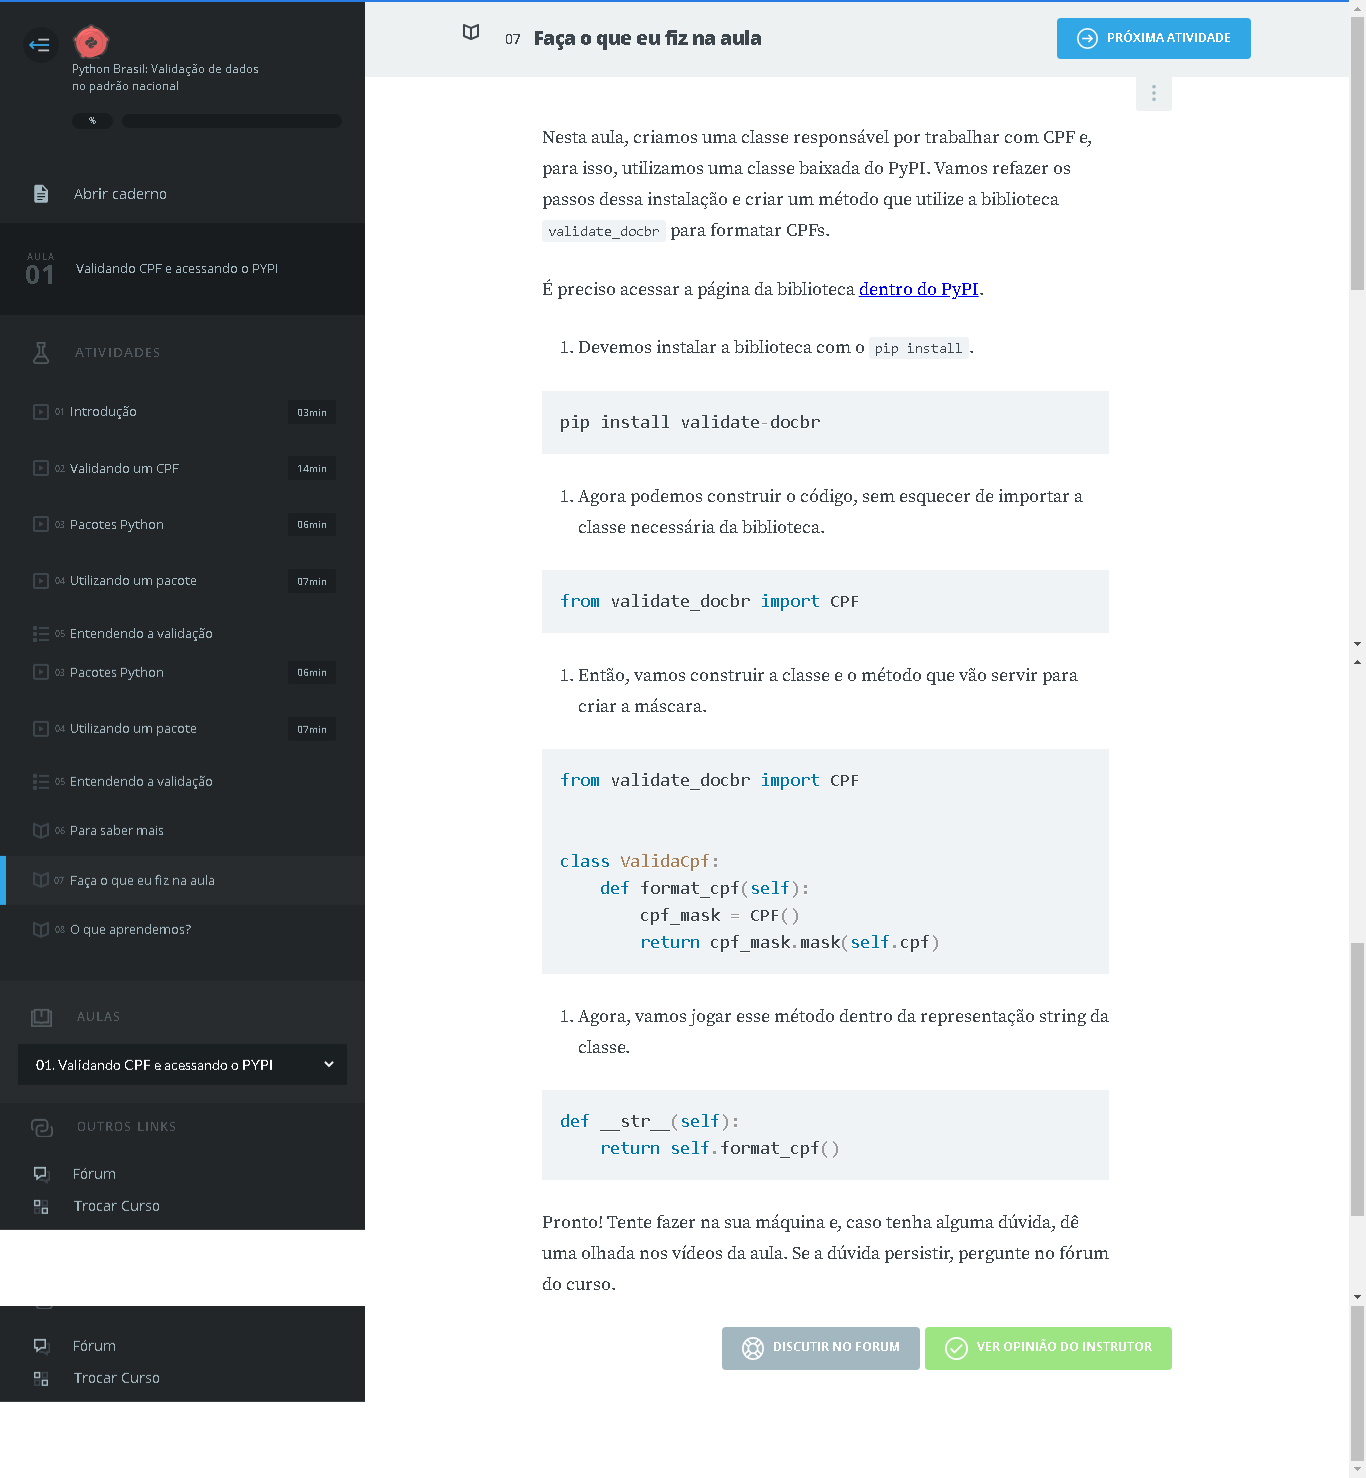 Python Brasil: Validação de dados
no padrão nacional
%
Abrir caderno
AULA
01
Validando CPF e acessando o PYPI
ATIVIDADES
01 Introdução 03min
02 Validando um CPF 14min
03 Pacotes Python 06min
04 Utilizando um pacote 07min
05 Entendendo a validação
03 Pacotes Python 06min
04 Utilizando um pacote 07min
05 Entendendo a validação
06 Para saber mais
07 Faça o que eu fiz na aula
08 O que aprendemos?
AULAS
01. Validando CPF e acessando o PYPI
OUTROS LINKS
Fórum
Trocar Curso
Fórum
Trocar Curso
07 Faça o que eu fiz na aula
PRÓXIMA ATIVIDADE
Nesta aula, criamos uma classe responsável por trabalhar com CPF e,
para isso, utilizamos uma classe baixada do PyPI. Vamos refazer os
passos dessa instalação e criar um método que utilize a biblioteca
validate_docbr para formatar CPFs.
É preciso acessar a página da biblioteca dentro do PyPI.
1. Devemos instalar a biblioteca com o pip install.
pip install validate-docbr
1. Agora podemos construir o código, sem esquecer de importar a
classe necessária da biblioteca.
from validate_docbr import CPF
1. Então, vamos construir a classe e o método que vão servir para
criar a máscara.
from validate_docbr import CPF
class ValidaCpf:
    def format_cpf(self):
        cpf_mask = CPF()
        return cpf_mask.mask(self.cpf)
1. Agora, vamos jogar esse método dentro da representação string da
classe.
def __str__(self):
    return self.format_cpf()
Pronto! Tente fazer na sua máquina e, caso tenha alguma dúvida, dê
uma olhada nos vídeos da aula. Se a dúvida persistir, pergunte no fórum
do curso.
DISCUTIR NO FORUM
VER OPINIÃO DO INSTRUTOR